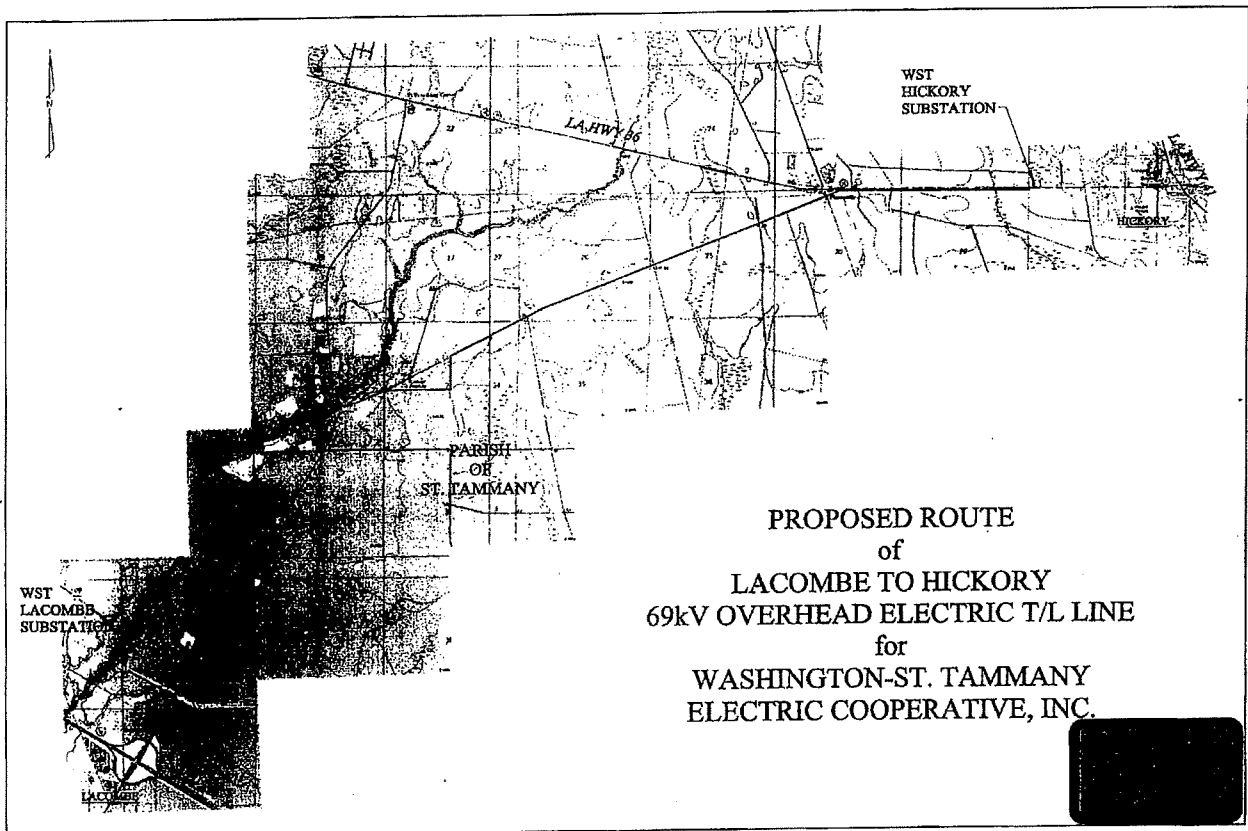 WST
HICKORY
SUBSTATION
LA HWY 36
HICKORY
PARISH
OF
ST. TAMMANY
WST
LACOMBE
SUBSTATION
LACOMBE
PROPOSED ROUTE
of
LACOMBE TO HICKORY
69kV OVERHEAD ELECTRIC T/L LINE
for
WASHINGTON-ST. TAMMANY
ELECTRIC COOPERATIVE, INC.